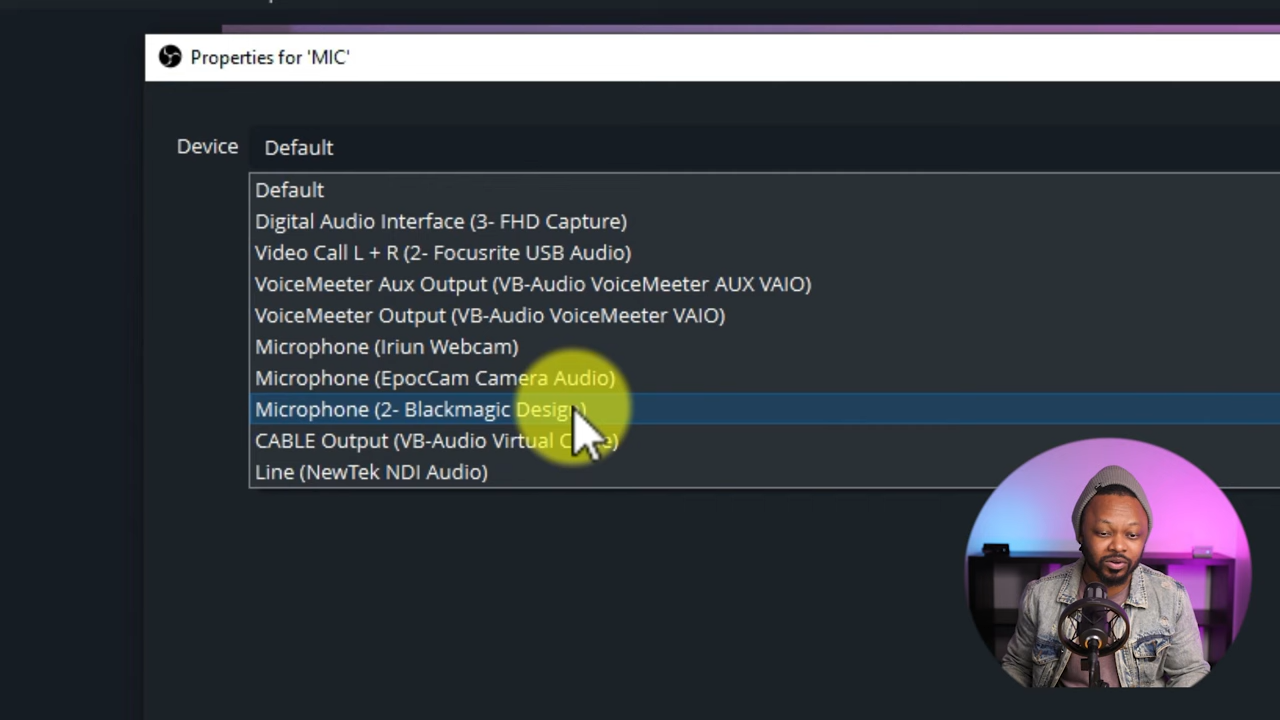 Properties for 'MIC'
Device Default
Default
Digital Audio Interface (3- FHD Capture)
Video Call L + R (2- Focusrite USB Audio)
VoiceMeeter Aux Output (VB-Audio VoiceMeeter AUX VAIO)
VoiceMeeter Output (VB-Audio VoiceMeeter VAIO)
Microphone (Iriun Webcam)
Microphone (EpocCam Camera Audio)
Microphone (2- Blackmagic Design)
CABLE Output (VB-Audio Virtual Cable)
Line (NewTek NDI Audio)